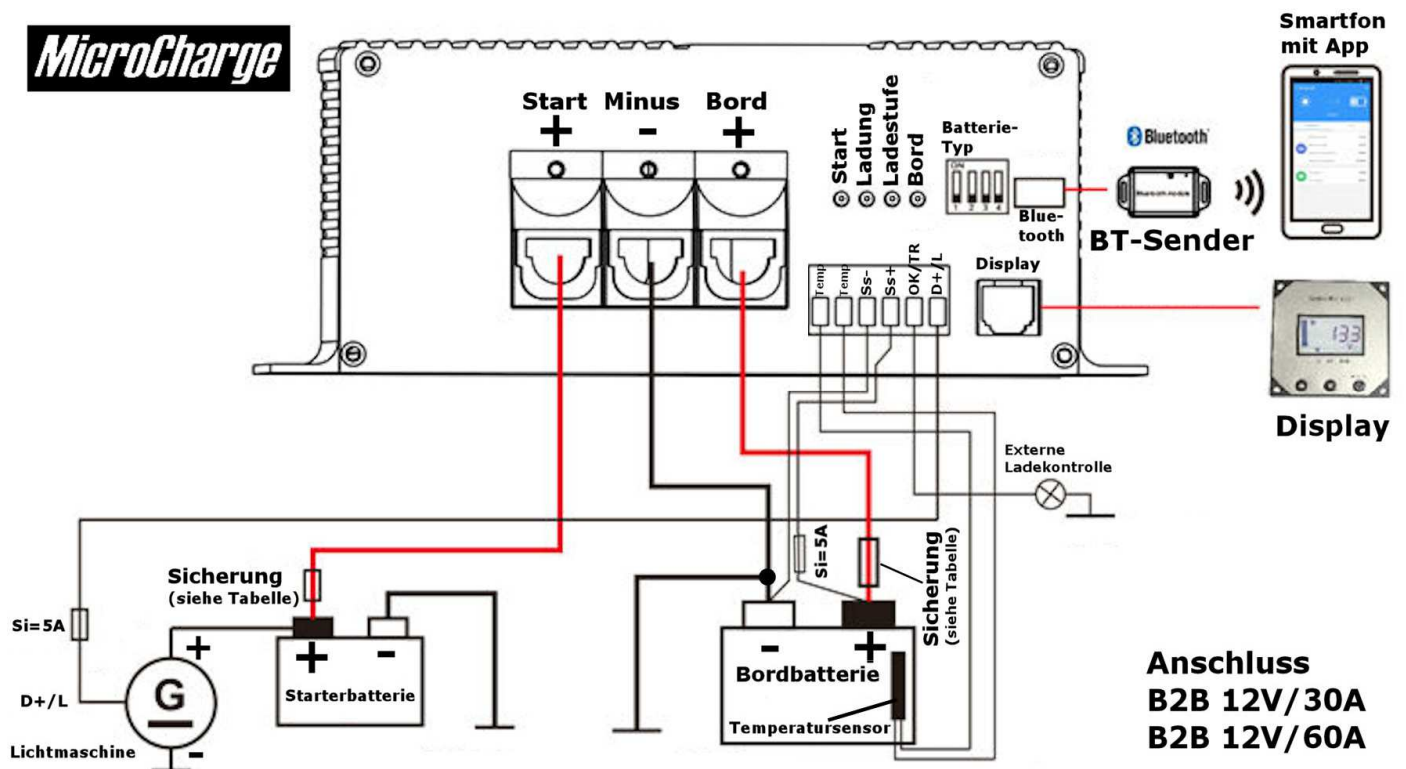 MicroCharge
Smartfon
mit App
Start Minus Bord
+ - +
Start
Ladung
Ladestufe
Bord
Batterie-
Typ
ON
1 2 3 4
Bluetooth
Bluetooth-module
Blue-
tooth
BT-Sender
Temp
Temp
Ss-
Ss+
OK/TR
D+/L
Display
133
Display
Externe
Ladekontrolle
Sicherung
(siehe Tabelle)
Si=5A
Sicherung
(siehe Tabelle)
Si=5A
+
G
D+/L
-
Lichtmaschine
+ -
Starterbatterie
- +
Bordbatterie
Temperatursensor
Anschluss
B2B 12V/30A
B2B 12V/60A